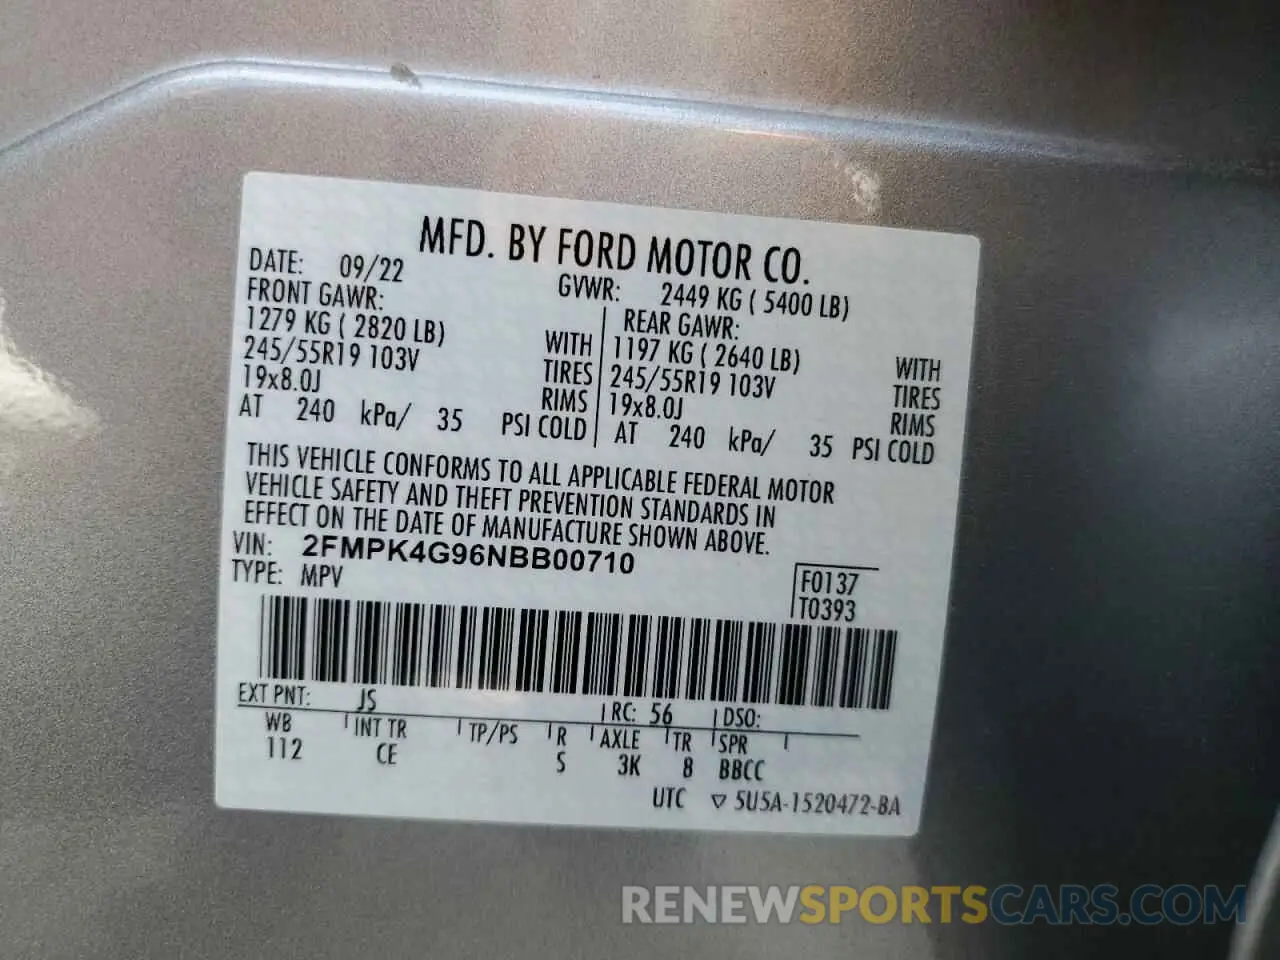 MFD. BY FORD MOTOR CO.
DATE: 09/22 GVWR: 2449 KG ( 5400 LB)
FRONT GAWR: REAR GAWR:
1279 KG ( 2820 LB) WITH 1197 KG ( 2640 LB) WITH
245/55R19 103V TIRES 245/55R19 103V TIRES
19x8.0J RIMS 19x8.0J RIMS
AT 240 kPa/ 35 PSI COLD AT 240 kPa/ 35 PSI COLD
THIS VEHICLE CONFORMS TO ALL APPLICABLE FEDERAL MOTOR
VEHICLE SAFETY AND THEFT PREVENTION STANDARDS IN
EFFECT ON THE DATE OF MANUFACTURE SHOWN ABOVE.
VIN: 2FMPK4G96NBB00710
TYPE: MPV F0137
T0393
EXT PNT: JS RC: 56 DSO:
WB INT TR TP/PS R AXLE TR SPR
112 CE S 3K 8 BBCC
UTC ▽ 5U5A-1520472-BA
RENEWSPORTSCARS.COM